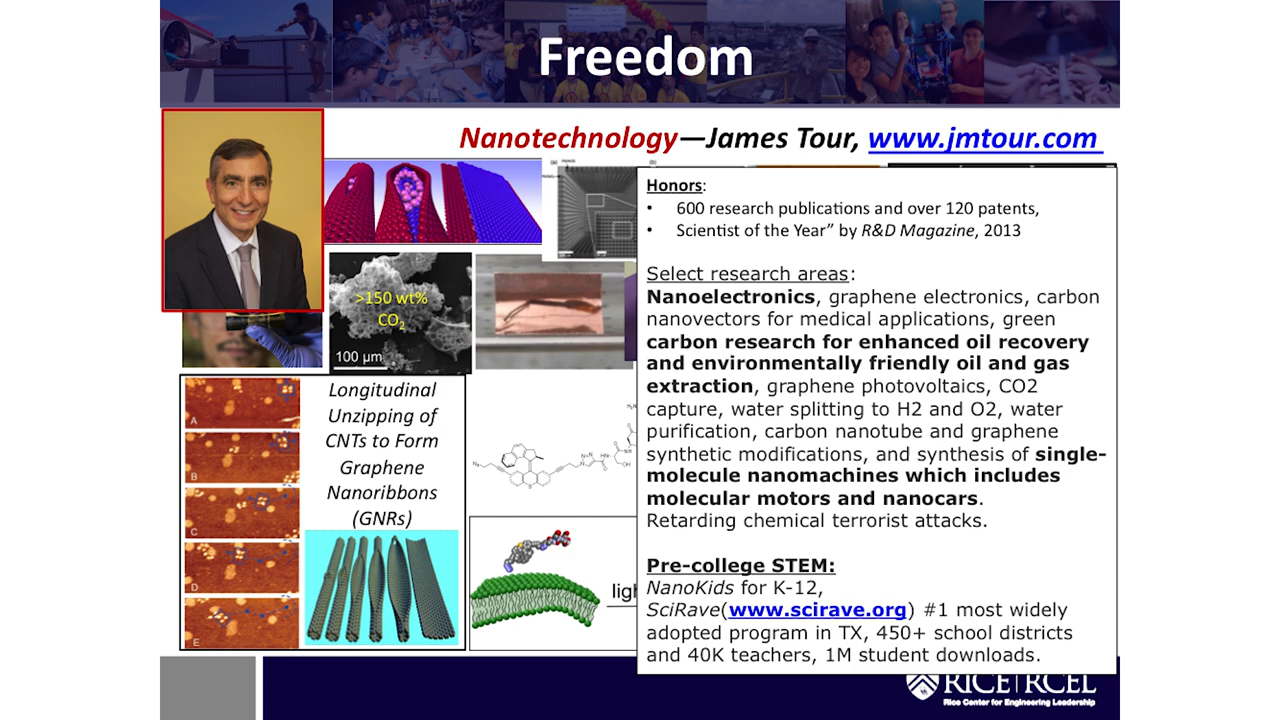 Freedom
Nanotechnology—James Tour, www.jmtour.com
Honors:
• 600 research publications and over 120 patents,
• Scientist of the Year” by R&D Magazine, 2013
Select research areas:
Nanoelectronics, graphene electronics, carbon
nanovectors for medical applications, green
carbon research for enhanced oil recovery
and environmentally friendly oil and gas
extraction, graphene photovoltaics, CO2
capture, water splitting to H2 and O2, water
purification, carbon nanotube and graphene
synthetic modifications, and synthesis of single-
molecule nanomachines which includes
molecular motors and nanocars.
Retarding chemical terrorist attacks.
Pre-college STEM:
NanoKids for K-12,
SciRave(www.scirave.org) #1 most widely
adopted program in TX, 450+ school districts
and 40K teachers, 1M student downloads.
>150 wt%
CO2
100 µm
A
B
C
D
E
Longitudinal
Unzipping of
CNTs to Form
Graphene
Nanoribbons
(GNRs)
RICE RCEL
Rice Center for Engineering Leadership